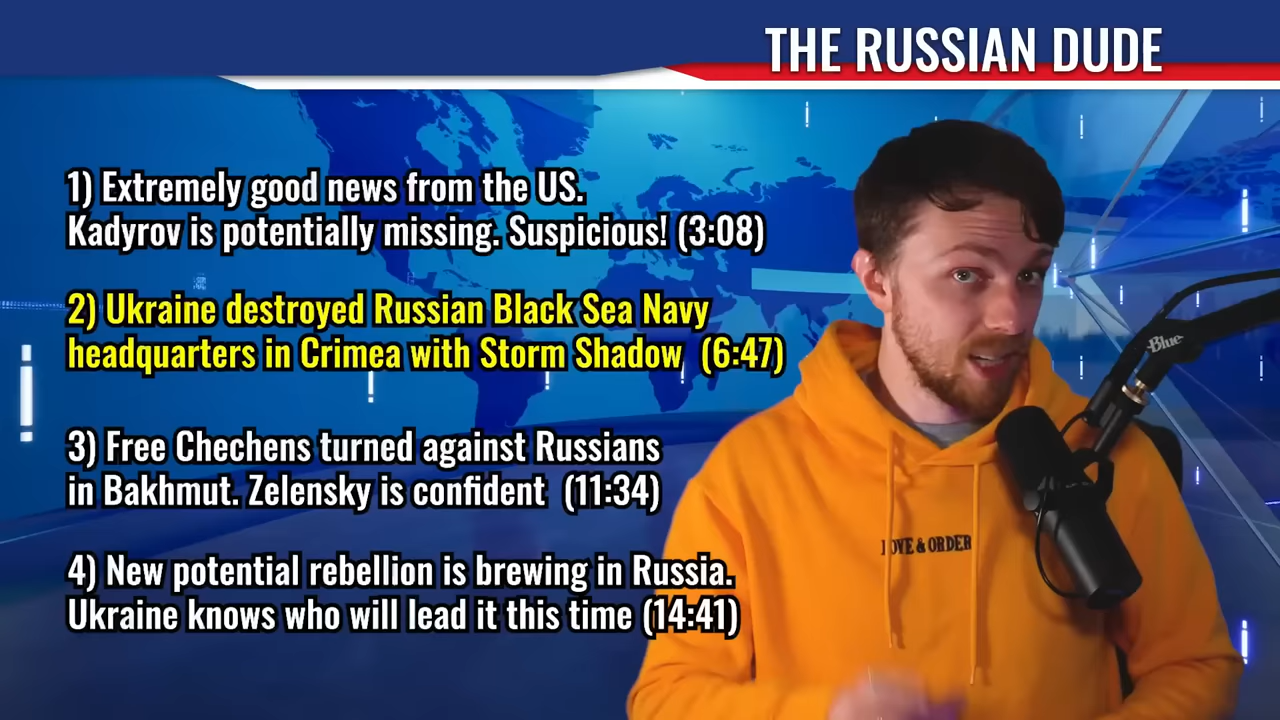 THE RUSSIAN DUDE
1) Extremely good news from the US.
Kadyrov is potentially missing. Suspicious! (3:08)
2) Ukraine destroyed Russian Black Sea Navy
headquarters in Crimea with Storm Shadow (6:47)
3) Free Chechens turned against Russians
in Bakhmut. Zelensky is confident (11:34)
4) New potential rebellion is brewing in Russia.
Ukraine knows who will lead it this time (14:41)
Blue
LOVE & ORDER